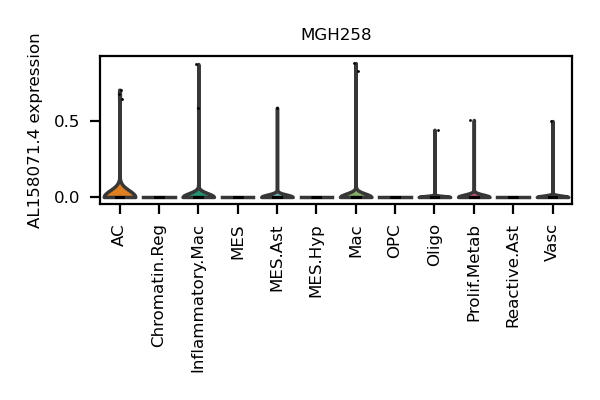 MGH258
AL158071.4 expression
0.5
0.0
AC
Chromatin.Reg
Inflammatory.Mac
MES
MES.Ast
MES.Hyp
Mac
OPC
Oligo
Prolif.Metab
Reactive.Ast
Vasc